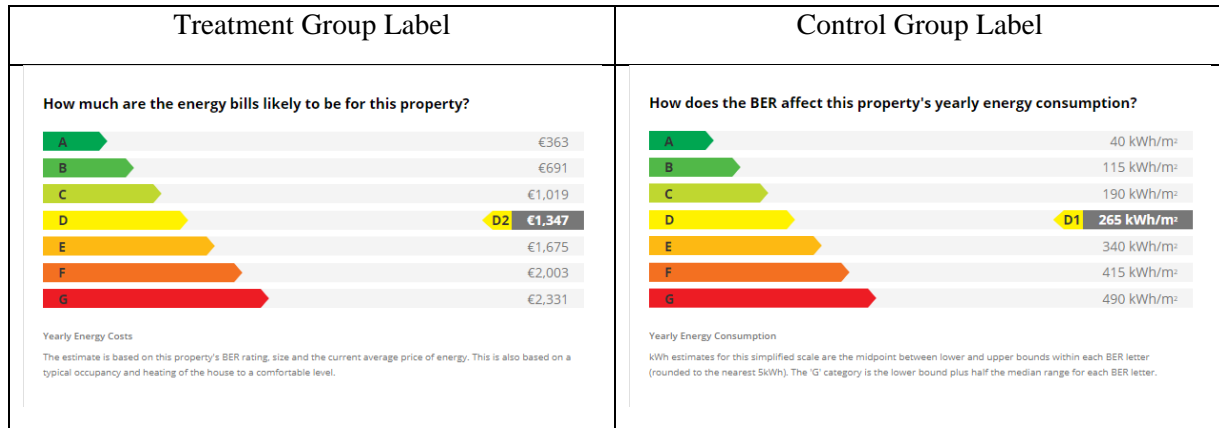 Treatment Group Label
Control Group Label
How much are the energy bills likely to be for this property?
A €363
B €691
C €1,019
D D2 €1,347
E €1,675
F €2,003
G €2,331
Yearly Energy Costs
The estimate is based on this property's BER rating, size and the current average price of energy. This is also based on a
typical occupancy and heating of the house to a comfortable level.
How does the BER affect this property's yearly energy consumption?
A 40 kWh/m²
B 115 kWh/m²
C 190 kWh/m²
D D1 265 kWh/m²
E 340 kWh/m²
F 415 kWh/m²
G 490 kWh/m²
Yearly Energy Consumption
kWh estimates for this simplified scale are the midpoint between lower and upper bounds within each BER letter
(rounded to the nearest 5kWh). The 'G' category is the lower bound plus half the median range for each BER letter.